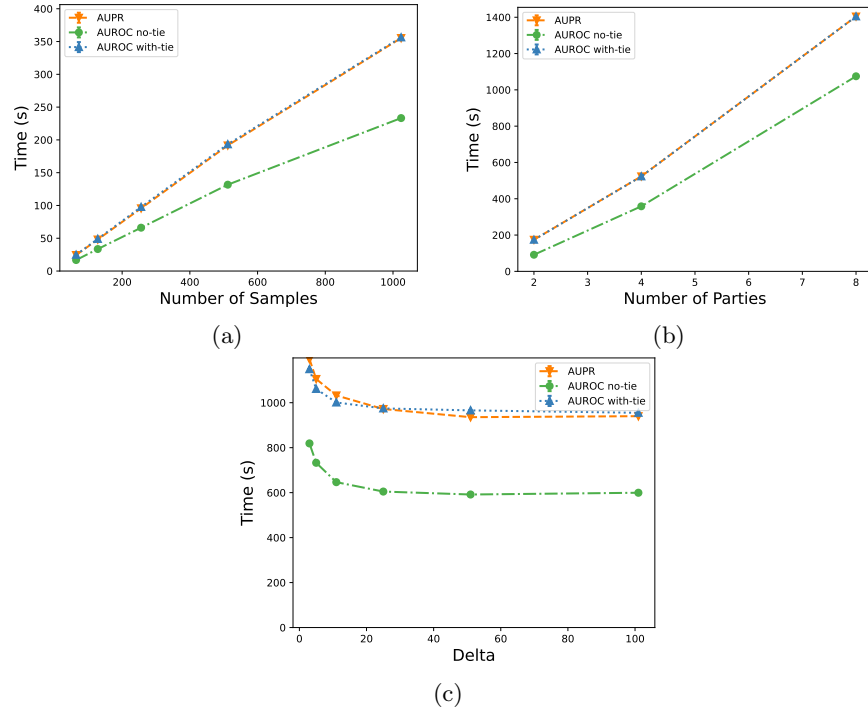 400
350
300
250
200
150
100
50
0
Time (s)
AUPR
AUROC no-tie
AUROC with-tie
200 400 600 800 1000
Number of Samples
(a)
1400
1200
1000
800
600
400
200
0
Time (s)
AUPR
AUROC no-tie
AUROC with-tie
2 3 4 5 6 7 8
Number of Parties
(b)
1000
800
600
400
200
0
Time (s)
AUPR
AUROC no-tie
AUROC with-tie
0 20 40 60 80 100
Delta
(c)